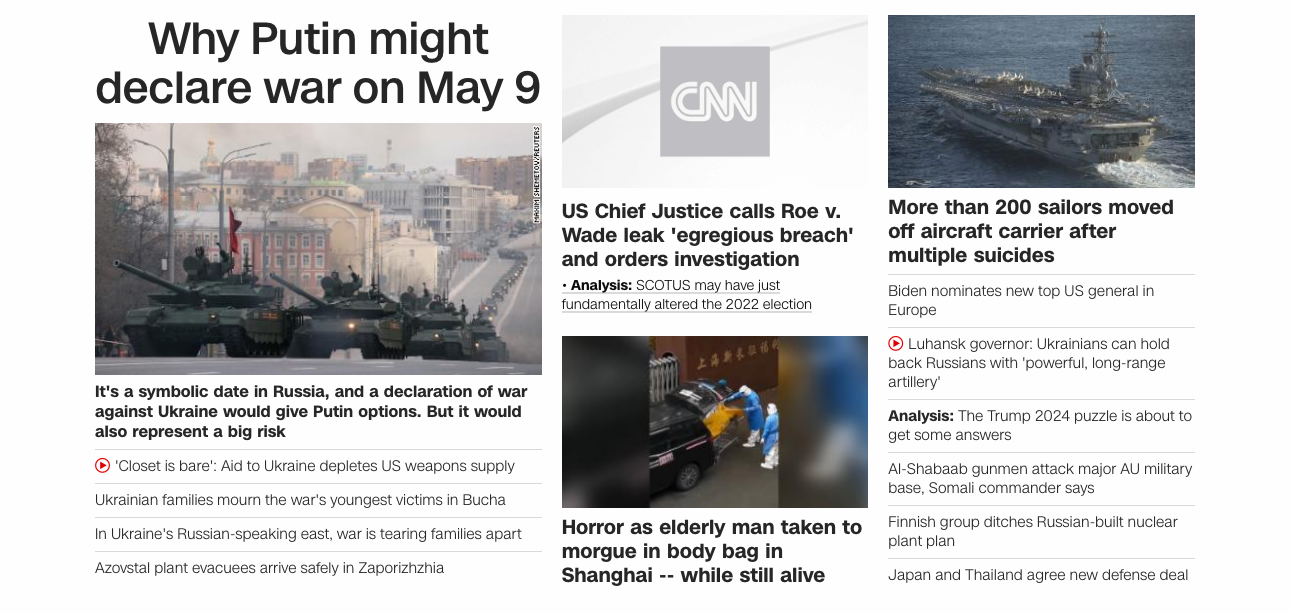 Why Putin might
declare war on May 9
MAXIM SHEMETOV/REUTERS
It's a symbolic date in Russia, and a declaration of war
against Ukraine would give Putin options. But it would
also represent a big risk
'Closet is bare': Aid to Ukraine depletes US weapons supply
Ukrainian families mourn the war's youngest victims in Bucha
In Ukraine's Russian-speaking east, war is tearing families apart
Azovstal plant evacuees arrive safely in Zaporizhzhia
CNN
US Chief Justice calls Roe v.
Wade leak 'egregious breach'
and orders investigation
• Analysis: SCOTUS may have just
fundamentally altered the 2022 election
上海新长征福利
Horror as elderly man taken to
morgue in body bag in
Shanghai -- while still alive
More than 200 sailors moved
off aircraft carrier after
multiple suicides
Biden nominates new top US general in
Europe
Luhansk governor: Ukrainians can hold
back Russians with 'powerful, long-range
artillery'
Analysis: The Trump 2024 puzzle is about to
get some answers
Al-Shabaab gunmen attack major AU military
base, Somali commander says
Finnish group ditches Russian-built nuclear
plant plan
Japan and Thailand agree new defense deal